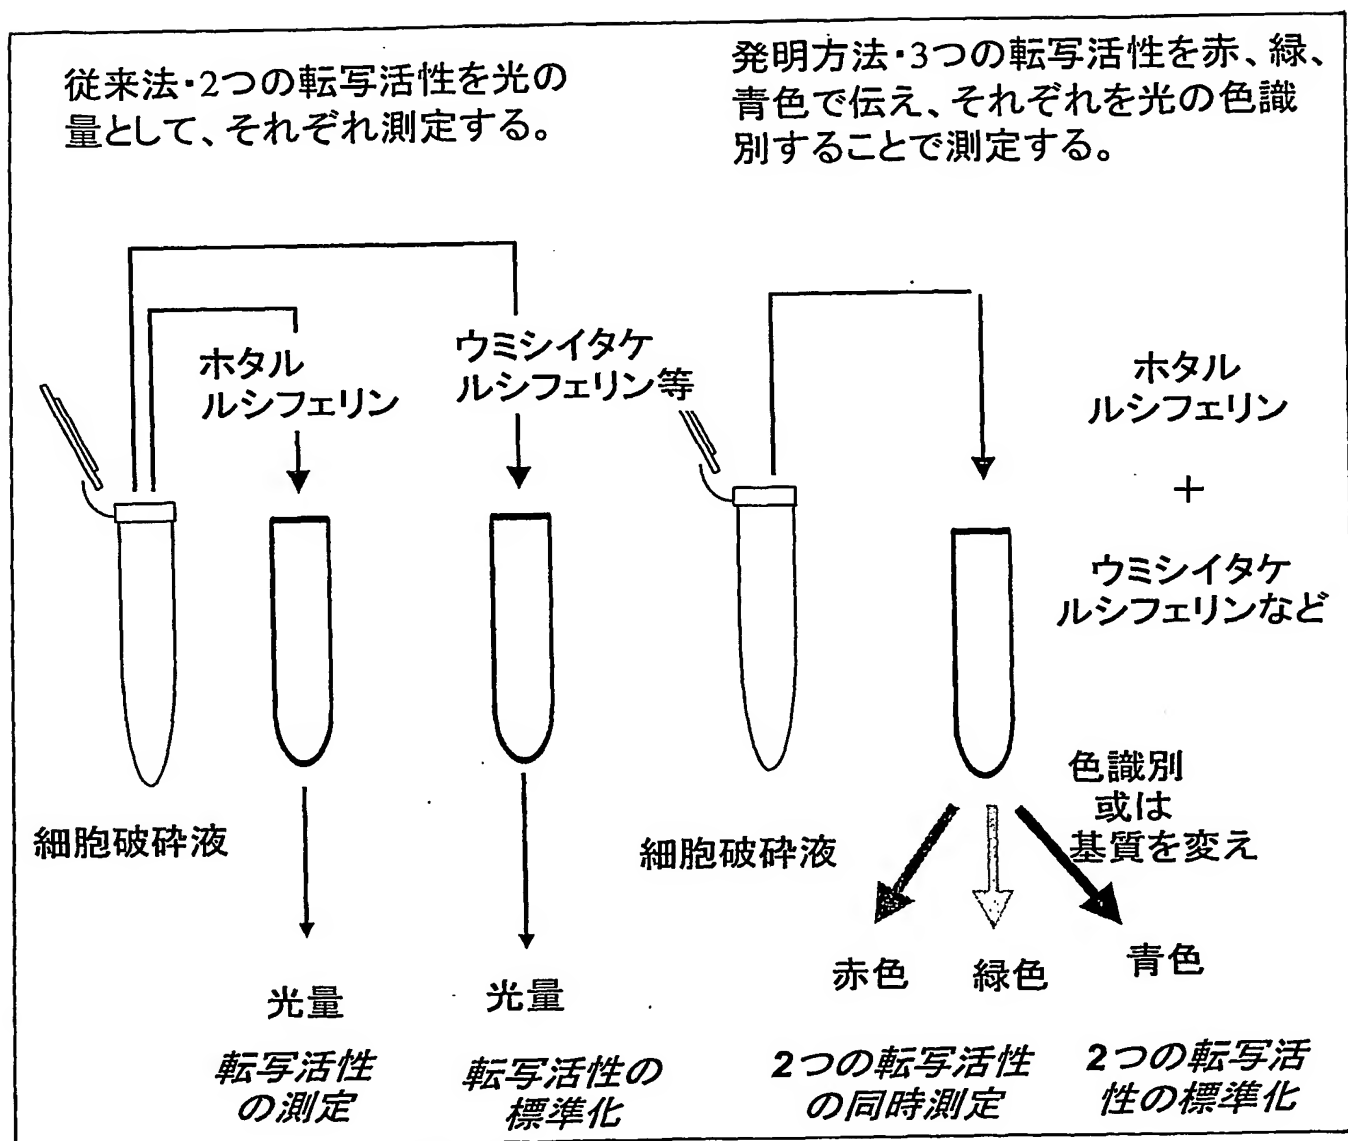 従来法・2つの転写活性を光の
量として、それぞれ測定する。
発明方法・3つの転写活性を赤、緑、
青色で伝え、それぞれを光の色識
別することで測定する。
ホタル
ルシフェリン
ウミシイタケ
ルシフェリン等
細胞破砕液
光量
転写活性
の測定
光量
転写活性の
標準化
ホタル
ルシフェリン
+
ウミシイタケ
ルシフェリンなど
細胞破砕液
色識別
或は
基質を変え
赤色
緑色
青色
2つの転写活性
の同時測定
2つの転写活
性の標準化